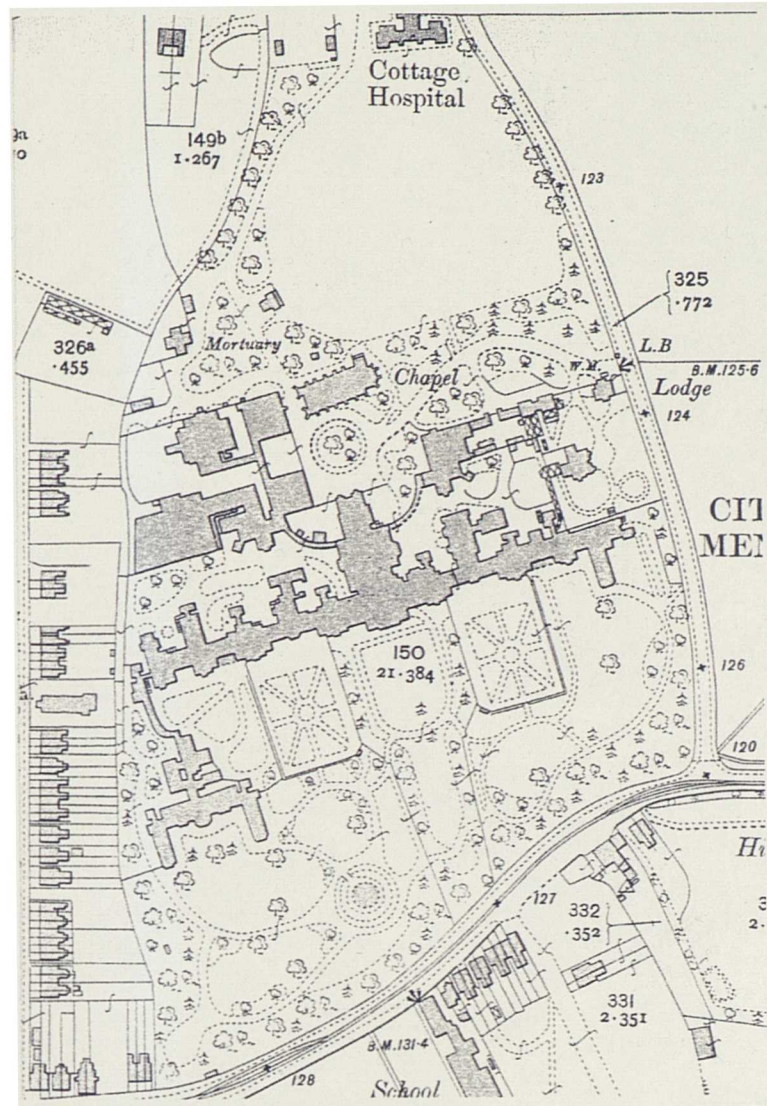 Cottage
Hospital
149b
1·267
123
325
·772
326a
·455
Mortuary
L.B
Chapel
W.M.
B.M.125·6
Lodge
124
CIT
MEN
150
21·384
126
120
127
332
·352
331
2·351
B.M.131·4
128
School